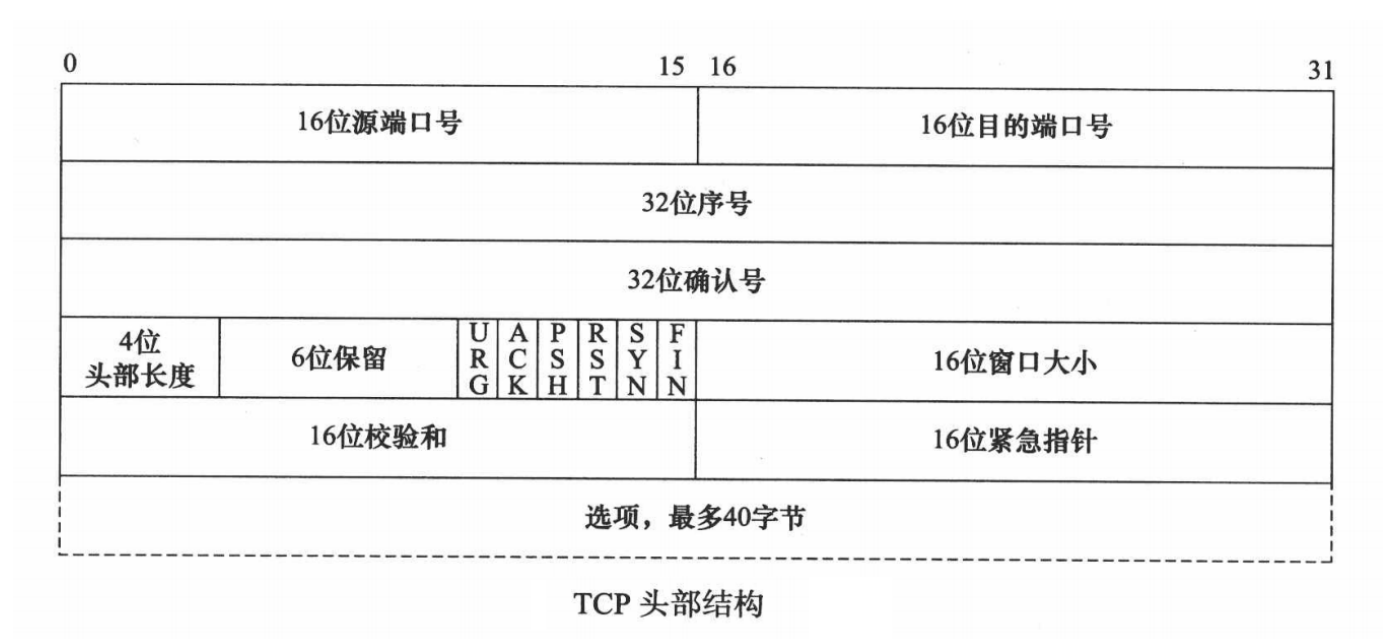 0 15 16 31
16位源端口号 16位目的端口号
32位序号
32位确认号
4位
头部长度
6位保留
URG
ACK
PSH
RST
SYN
FIN
16位窗口大小
16位校验和 16位紧急指针
选项，最多40字节
TCP 头部结构